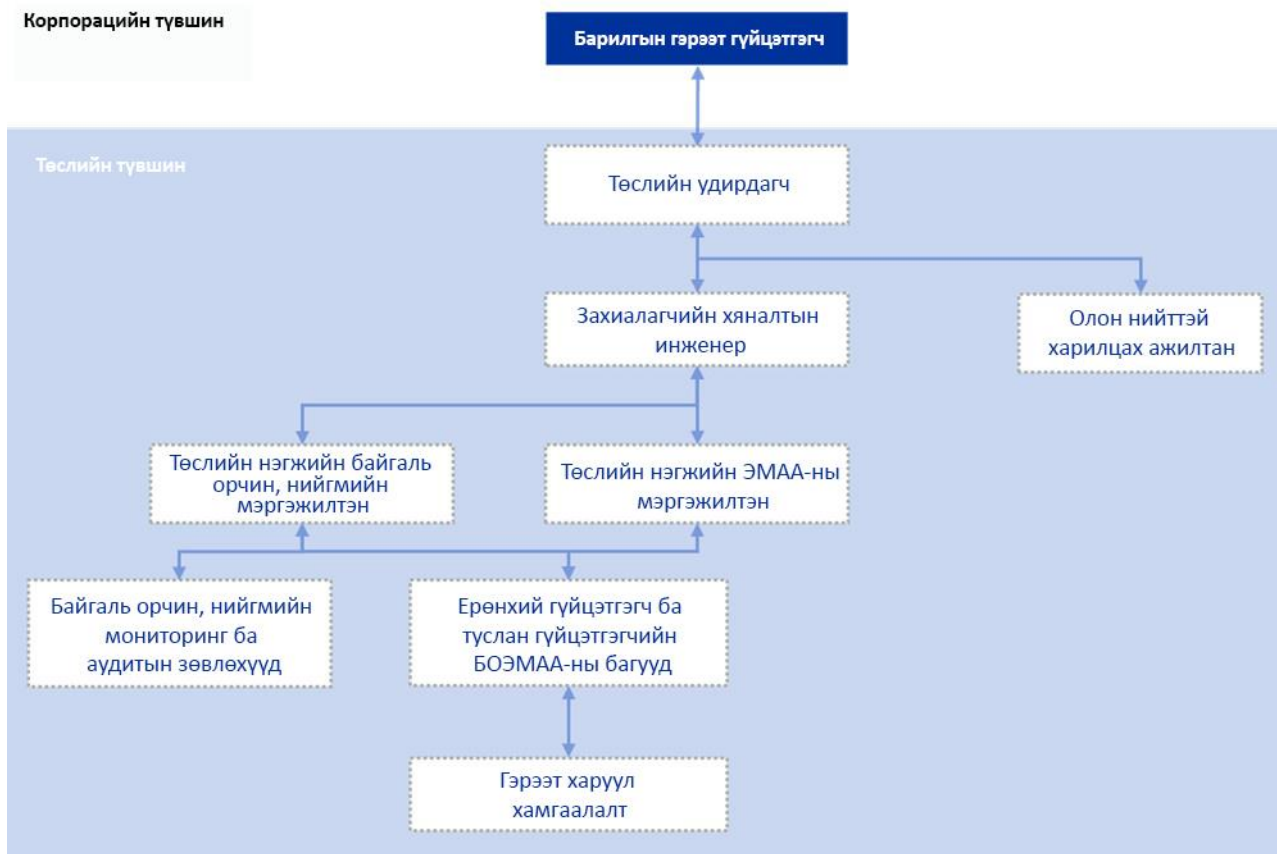 Корпорацийн түвшин
Барилгын гэрээт гүйцэтгэгч
Төслийн түвшин
Төслийн удирдагч
Захиалагчийн хяналтын
инженер
Олон нийттэй
харилцах ажилтан
Төслийн нэгжийн байгаль
орчин, нийгмийн
мэргэжилтэн
Төслийн нэгжийн ЭМАА-ны
мэргэжилтэн
Байгаль орчин, нийгмийн
мониторинг ба
аудитын зөвлөхүүд
Ерөнхий гүйцэтгэгч ба
туслан гүйцэтгэгчийн
БОЭМАА-ны багууд
Гэрээт харуул
хамгаалалт